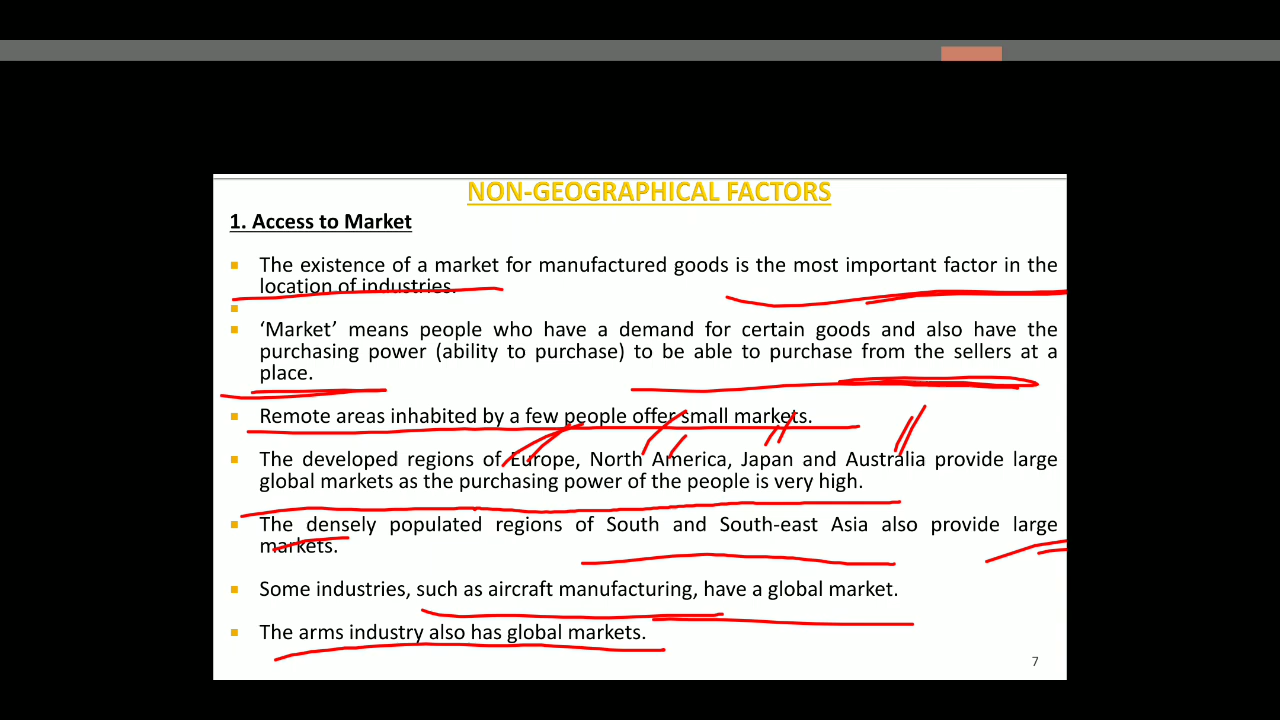 NON-GEOGRAPHICAL FACTORS
1. Access to Market
The existence of a market for manufactured goods is the most important factor in the
location of industries.
‘Market’ means people who have a demand for certain goods and also have the
purchasing power (ability to purchase) to be able to purchase from the sellers at a
place.
Remote areas inhabited by a few people offer small markets.
The developed regions of Europe, North America, Japan and Australia provide large
global markets as the purchasing power of the people is very high.
The densely populated regions of South and South-east Asia also provide large
markets.
Some industries, such as aircraft manufacturing, have a global market.
The arms industry also has global markets.
7